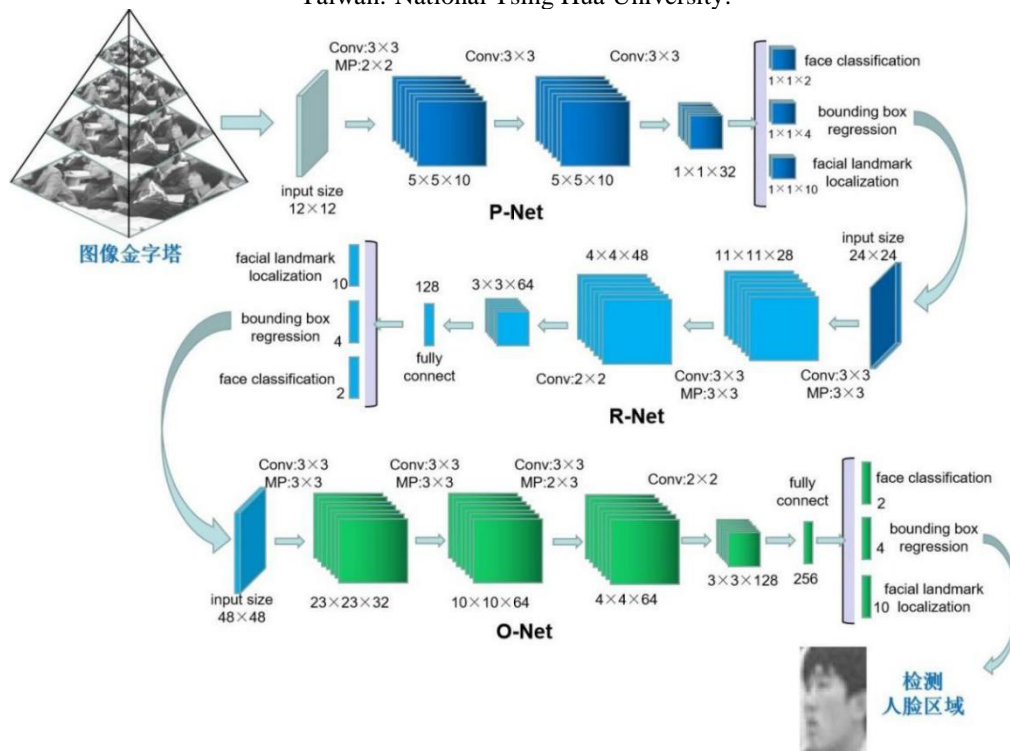 Taiwan: National Tsing Hua University.
Conv:3×3
MP:2×2
Conv:3×3
Conv:3×3
face classification
1×1×2
bounding box
regression
1×1×4
facial landmark
localization
1×1×10
input size
12×12
5×5×10
5×5×10
1×1×32
P-Net
图像金字塔
facial landmark
localization
10
bounding box
regression
4
face classification
2
128
fully
connect
3×3×64
4×4×48
11×11×28
input size
24×24
Conv:2×2
Conv:3×3
MP:3×3
Conv:3×3
MP:3×3
R-Net
Conv:3×3
MP:3×3
Conv:3×3
MP:3×3
Conv:3×3
MP:2×3
Conv:2×2
fully
connect
face classification
2
bounding box
regression
4
facial landmark
localization
10
input size
48×48
23×23×32
10×10×64
4×4×64
3×3×128
256
O-Net
检测
人脸区域